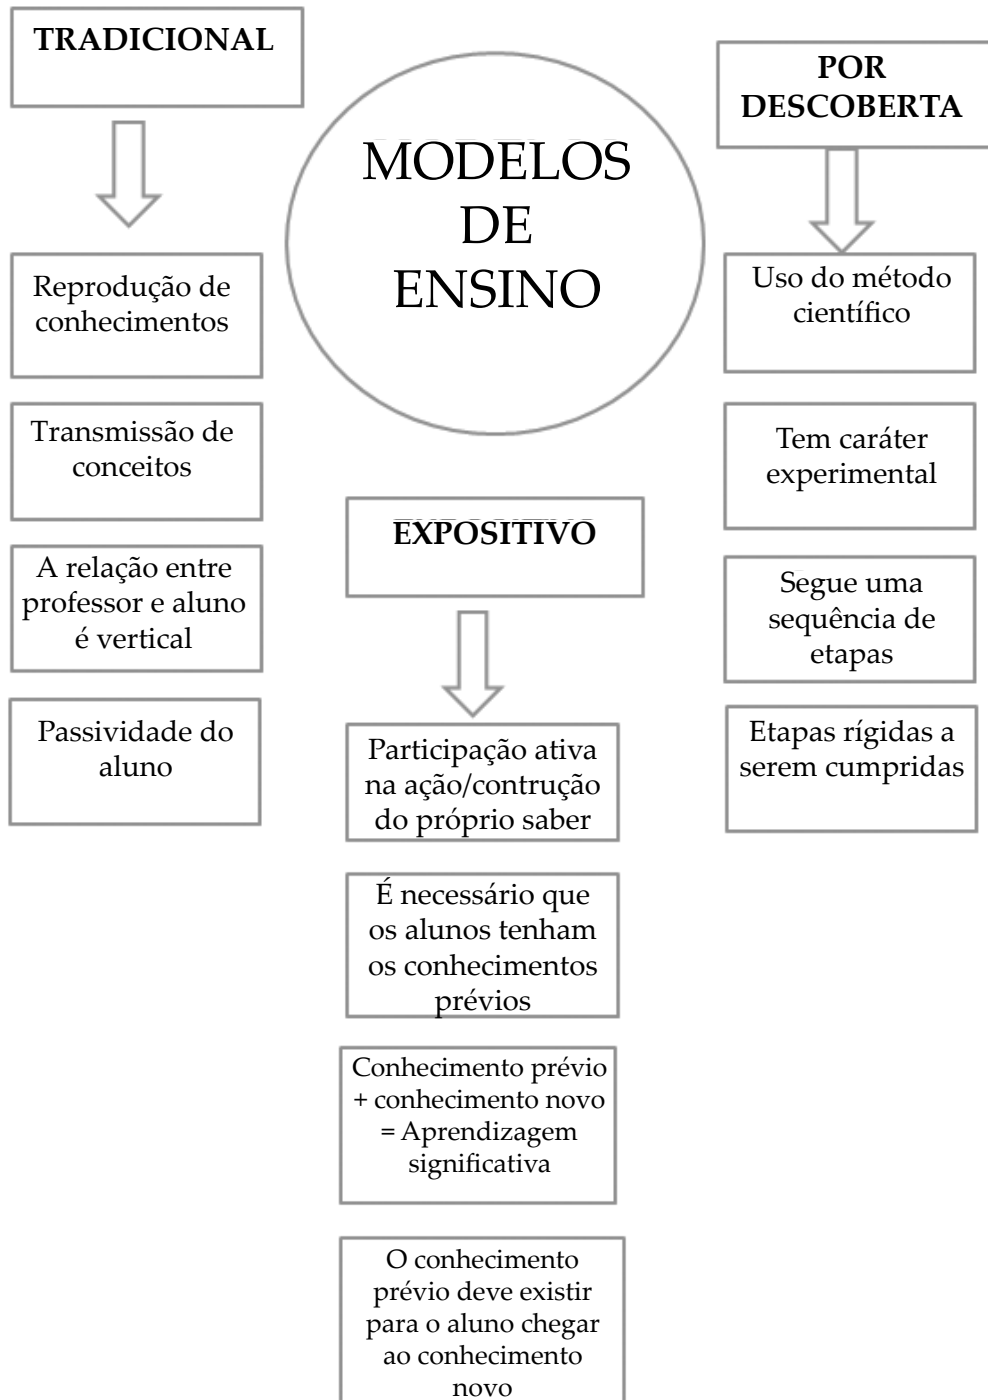 TRADICIONAL
Reprodução de
conhecimentos
Transmissão de
conceitos
A relação entre
professor e aluno
é vertical
Passividade do
aluno
MODELOS
DE
ENSINO
EXPOSITIVO
Participação ativa
na ação/contrução
do próprio saber
É necessário que
os alunos tenham
os conhecimentos
prévios
Conhecimento prévio
+ conhecimento novo
= Aprendizagem
significativa
O conhecimento
prévio deve existir
para o aluno chegar
ao conhecimento
novo
POR
DESCOBERTA
Uso do método
científico
Tem caráter
experimental
Segue uma
sequência de
etapas
Etapas rígidas a
serem cumpridas